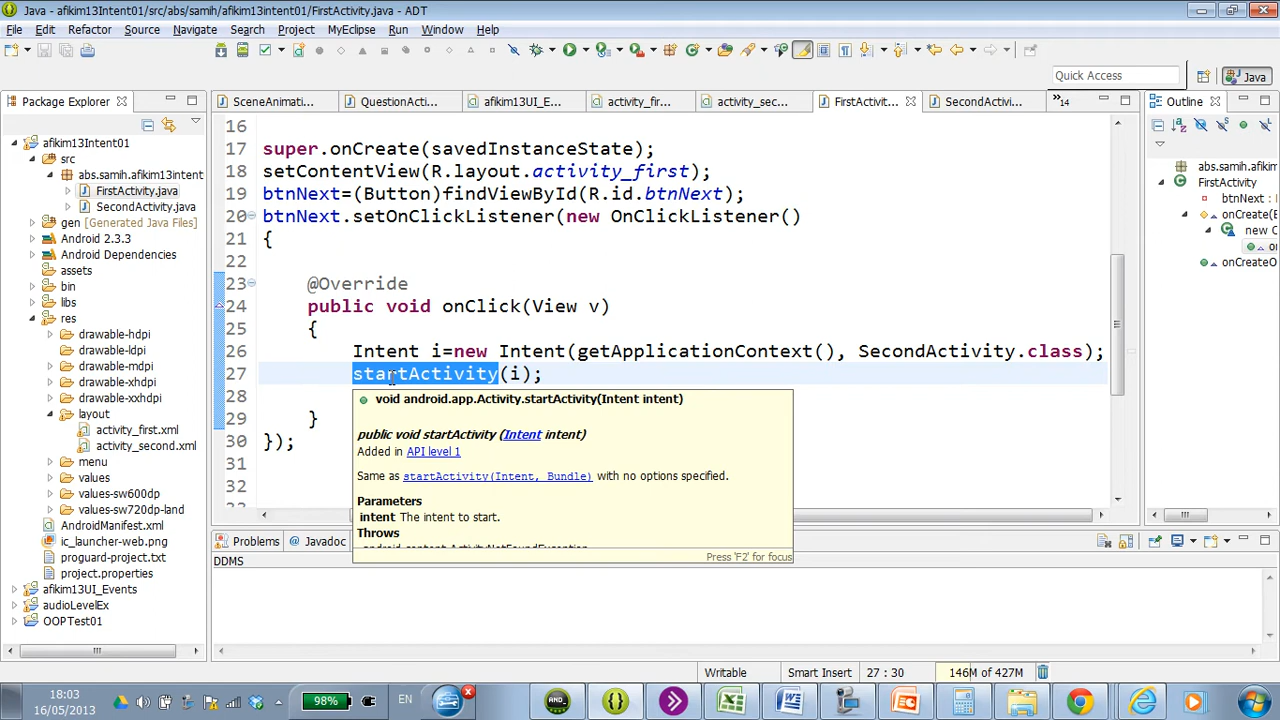 Java - afikim13Intent01/src/abs/samih/afikim13intent01/FirstActivity.java - ADT
File Edit Refactor Source Navigate Search Project MyEclipse Run Window Help
Quick Access
Java
Package Explorer
SceneAnimati...
QuestionActi...
afikim13UI_E...
activity_fir...
activity_sec...
FirstActivit...
SecondActivi...
»14
Outline
afikim13Intent01
src
abs.samih.afikim13intent
FirstActivity.java
SecondActivity.java
gen [Generated Java Files]
Android 2.3.3
Android Dependencies
assets
bin
libs
res
drawable-hdpi
drawable-ldpi
drawable-mdpi
drawable-xhdpi
drawable-xxhdpi
layout
activity_first.xml
activity_second.xml
menu
values
values-sw600dp
values-sw720dp-land
AndroidManifest.xml
ic_launcher-web.png
proguard-project.txt
project.properties
afikim13UI_Events
audioLevelEx
OOPTest01
16
17 super.onCreate(savedInstanceState);
18 setContentView(R.layout.activity_first);
19 btnNext=(Button)findViewById(R.id.btnNext);
20 btnNext.setOnClickListener(new OnClickListener()
21 {
22
23 @Override
24 public void onClick(View v)
25 {
26 Intent i=new Intent(getApplicationContext(), SecondActivity.class);
27 startActivity(i);
28
29 }
30 });
31
32
void android.app.Activity.startActivity(Intent intent)
public void startActivity (Intent intent)
Added in API level 1
Same as startActivity(Intent, Bundle) with no options specified.
Parameters
intent The intent to start.
Throws
Press 'F2' for focus
abs.samih.afikim13
FirstActivity
btnNext :
onCreate(
new O
on
onCreateO
Problems
Javadoc
DDMS
Writable
Smart Insert
27 : 30
146M of 427M
18:03
16/05/2013
98%
EN